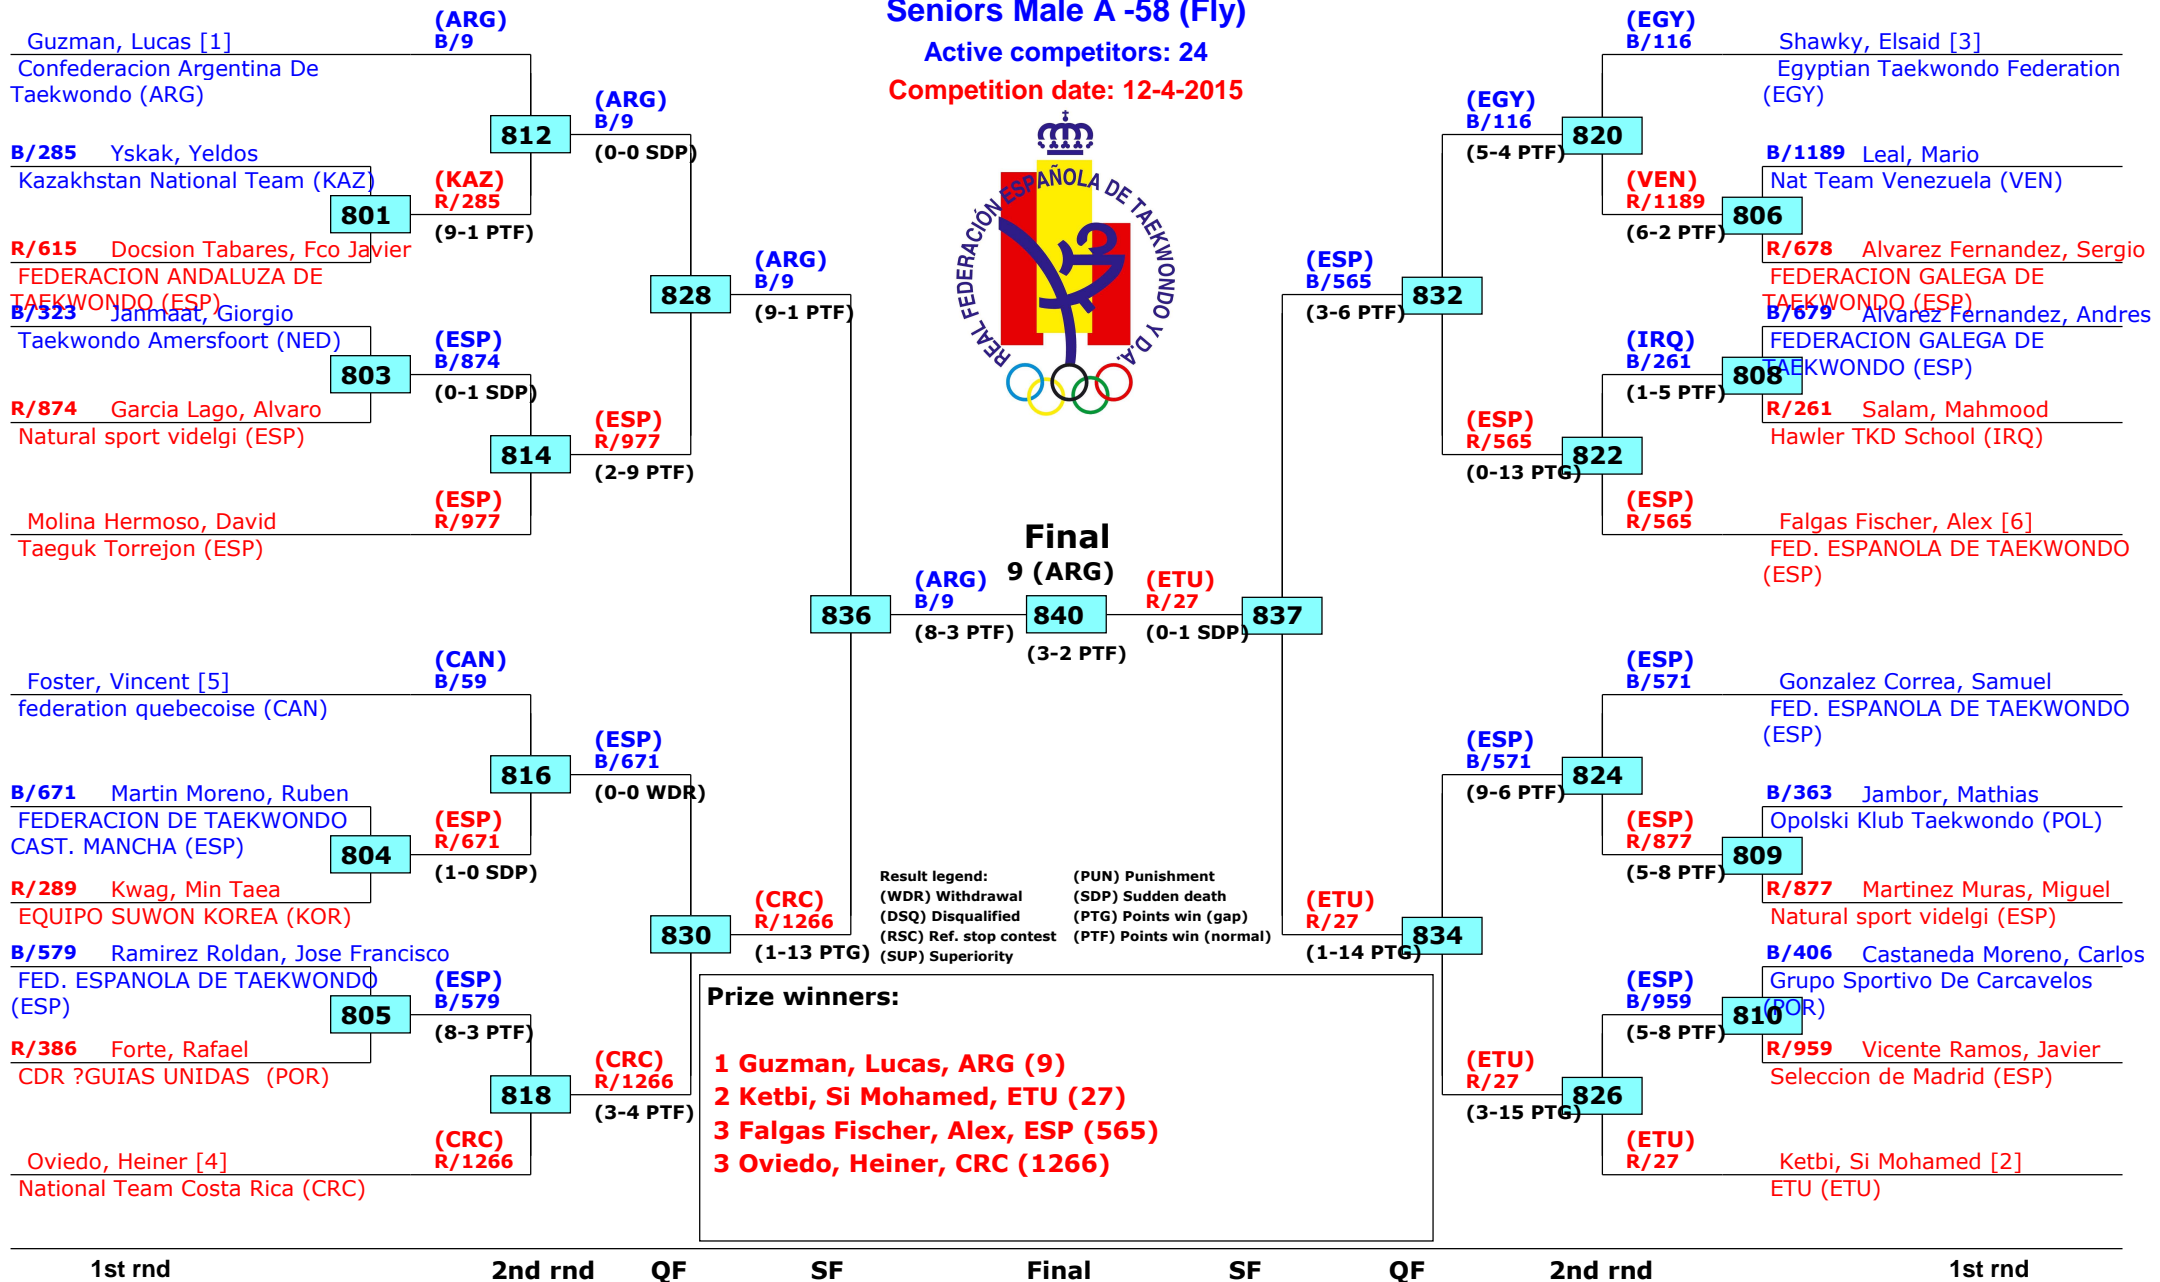 Seniors Male A -58 (Fly)
Active competitors: 24
Competition date: 12-4-2015
REAL FEDERACIÓN ESPAÑOLA DE TAEKWONDO Y D.A.
(ARG)
Guzman, Lucas [1] B/9
Confederacion Argentina De
Taekwondo (ARG)
812
(ARG)
B/9
(0-0 SDP)
B/285 Yskak, Yeldos
Kazakhstan National Team (KAZ)
801
(KAZ)
R/285
(9-1 PTF)
R/615 Docsion Tabares, Fco Javier
FEDERACION ANDALUZA DE
TAEKWONDO (ESP)
828
(ARG)
B/9
(9-1 PTF)
B/323 Janmaat, Giorgio
Taekwondo Amersfoort (NED)
803
(ESP)
B/874
(0-1 SDP)
R/874 Garcia Lago, Alvaro
Natural sport videlgi (ESP)
814
(ESP)
R/977
(2-9 PTF)
(ESP)
Molina Hermoso, David R/977
Taeguk Torrejon (ESP)
836
(ARG)
B/9
(8-3 PTF)
(CAN)
Foster, Vincent [5] B/59
federation quebecoise (CAN)
816
(ESP)
B/671
(0-0 WDR)
B/671 Martin Moreno, Ruben
FEDERACION DE TAEKWONDO
CAST. MANCHA (ESP)
804
(ESP)
R/671
(1-0 SDP)
R/289 Kwag, Min Taea
EQUIPO SUWON KOREA (KOR)
830
(CRC)
R/1266
(1-13 PTG)
B/579 Ramirez Roldan, Jose Francisco
FED. ESPANOLA DE TAEKWONDO
(ESP)
805
(ESP)
B/579
(8-3 PTF)
R/386 Forte, Rafael
CDR ?GUIAS UNIDAS (POR)
818
(CRC)
R/1266
(3-4 PTF)
(CRC)
Oviedo, Heiner [4] R/1266
National Team Costa Rica (CRC)
Final
9 (ARG)
840
(3-2 PTF)
(ETU)
R/27
(0-1 SDP)
837
(EGY)
B/116 Shawky, Elsaid [3]
Egyptian Taekwondo Federation
(EGY)
(EGY)
B/116
(5-4 PTF)
820
B/1189 Leal, Mario
Nat Team Venezuela (VEN)
(VEN)
R/1189
(6-2 PTF)
806
R/678 Alvarez Fernandez, Sergio
FEDERACION GALEGA DE
TAEKWONDO (ESP)
(ESP)
B/565
(3-6 PTF)
832
B/679 Alvarez Fernandez, Andres
FEDERACION GALEGA DE
TAEKWONDO (ESP)
(IRQ)
B/261
(1-5 PTF)
808
R/261 Salam, Mahmood
Hawler TKD School (IRQ)
(ESP)
R/565
(0-13 PTG)
822
(ESP)
R/565 Falgas Fischer, Alex [6]
FED. ESPANOLA DE TAEKWONDO
(ESP)
(ESP)
B/571 Gonzalez Correa, Samuel
FED. ESPANOLA DE TAEKWONDO
(ESP)
(ESP)
B/571
(9-6 PTF)
824
B/363 Jambor, Mathias
Opolski Klub Taekwondo (POL)
(ESP)
R/877
(5-8 PTF)
809
R/877 Martinez Muras, Miguel
Natural sport videlgi (ESP)
(ETU)
R/27
(1-14 PTG)
834
B/406 Castaneda Moreno, Carlos
Grupo Sportivo De Carcavelos
(POR)
(ESP)
B/959
(5-8 PTF)
810
R/959 Vicente Ramos, Javier
Seleccion de Madrid (ESP)
(ETU)
R/27
(3-15 PTG)
826
(ETU)
R/27 Ketbi, Si Mohamed [2]
ETU (ETU)
Result legend: (PUN) Punishment
(WDR) Withdrawal (SDP) Sudden death
(DSQ) Disqualified (PTG) Points win (gap)
(RSC) Ref. stop contest (PTF) Points win (normal)
(SUP) Superiority
Prize winners:
1 Guzman, Lucas, ARG (9)
2 Ketbi, Si Mohamed, ETU (27)
3 Falgas Fischer, Alex, ESP (565)
3 Oviedo, Heiner, CRC (1266)
1st rnd 2nd rnd QF SF Final SF QF 2nd rnd 1st rnd